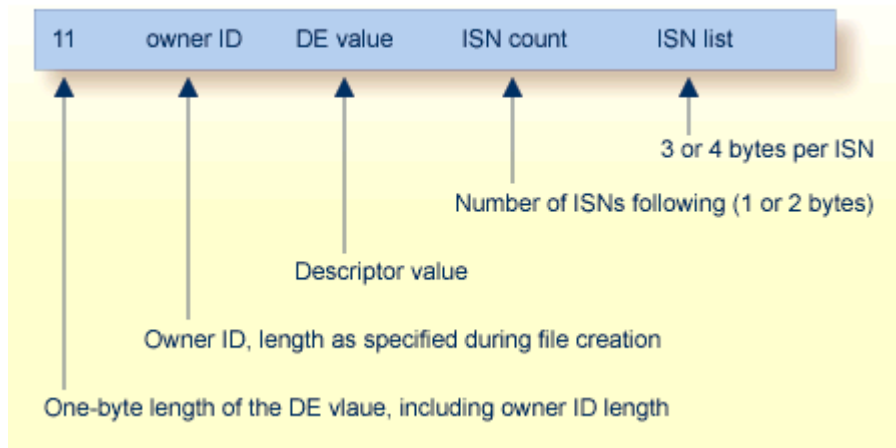 11 owner ID DE value ISN count ISN list
3 or 4 bytes per ISN
Number of ISNs following (1 or 2 bytes)
Descriptor value
Owner ID, length as specified during file creation
One-byte length of the DE vlaue, including owner ID length